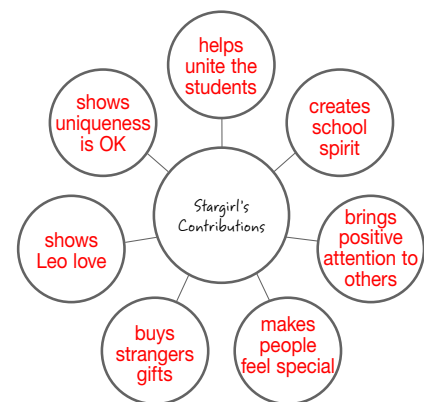 helps
unite the
students
creates
school
spirit
brings
positive
attention to
others
makes
people
feel special
buys
strangers
gifts
shows
Leo love
shows
uniqueness
is OK
Stargirl's
Contributions